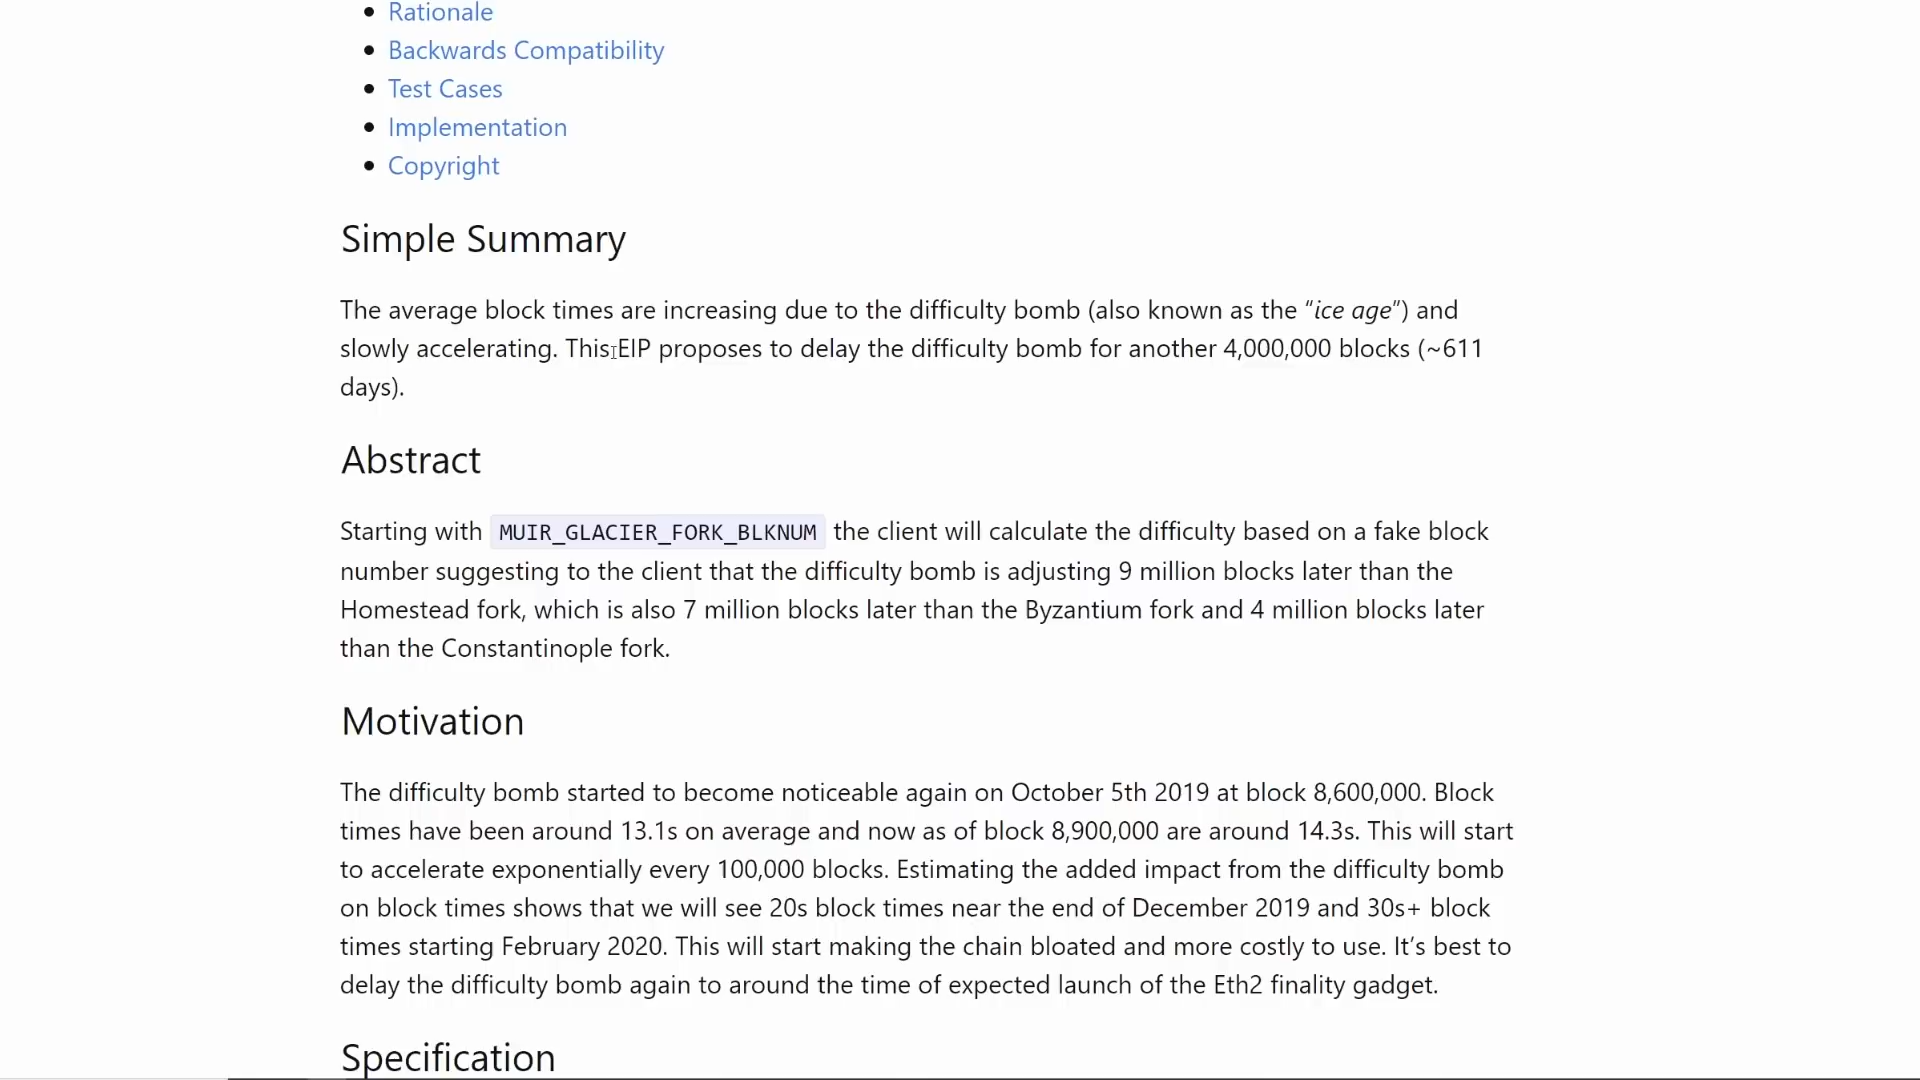 Rationale
Backwards Compatibility
Test Cases
Implementation
Copyright
Simple Summary
The average block times are increasing due to the difficulty bomb (also known as the “ice age”) and
slowly accelerating. This EIP proposes to delay the difficulty bomb for another 4,000,000 blocks (~611
days).
Abstract
Starting with MUIR_GLACIER_FORK_BLKNUM the client will calculate the difficulty based on a fake block
number suggesting to the client that the difficulty bomb is adjusting 9 million blocks later than the
Homestead fork, which is also 7 million blocks later than the Byzantium fork and 4 million blocks later
than the Constantinople fork.
Motivation
The difficulty bomb started to become noticeable again on October 5th 2019 at block 8,600,000. Block
times have been around 13.1s on average and now as of block 8,900,000 are around 14.3s. This will start
to accelerate exponentially every 100,000 blocks. Estimating the added impact from the difficulty bomb
on block times shows that we will see 20s block times near the end of December 2019 and 30s+ block
times starting February 2020. This will start making the chain bloated and more costly to use. It’s best to
delay the difficulty bomb again to around the time of expected launch of the Eth2 finality gadget.
Specification